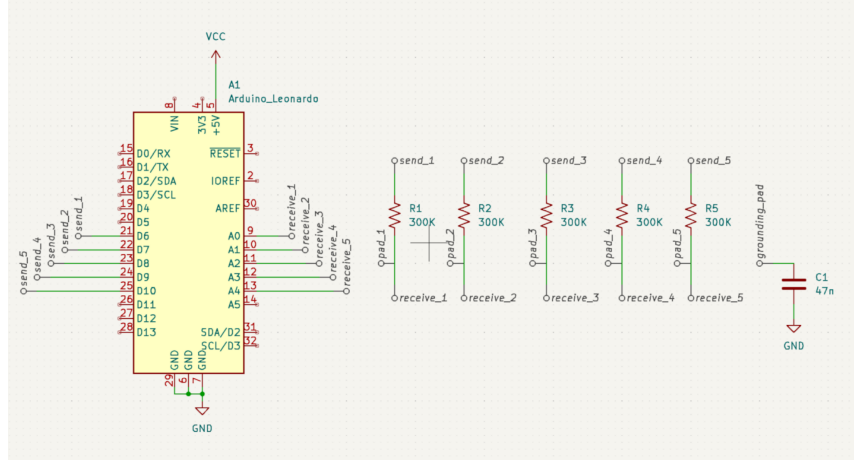 VCC
A1
Arduino_Leonardo
8
4
5
VIN
3V3
+5V
15 D0/RX
16 D1/TX
17 D2/SDA
18 D3/SCL
19 D4
20 D5
21 D6
22 D7
23 D8
24 D9
25 D10
26 D11
27 D12
28 D13
RESET 3
IOREF 2
AREF 30
A0 9
A1 10
A2 11
A3 12
A4 13
A5 14
SDA/D2 31
SCL/D3 32
GND
GND
GND
29
6
7
GND
send_5
send_4
send_3
send_2
send_1
receive_1
receive_2
receive_3
receive_4
receive_5
send_1
R1
300K
pad_1
receive_1
send_2
R2
300K
pad_2
receive_2
send_3
R3
300K
pad_3
receive_3
send_4
R4
300K
pad_4
receive_4
send_5
R5
300K
pad_5
receive_5
grounding_pad
C1
47n
GND